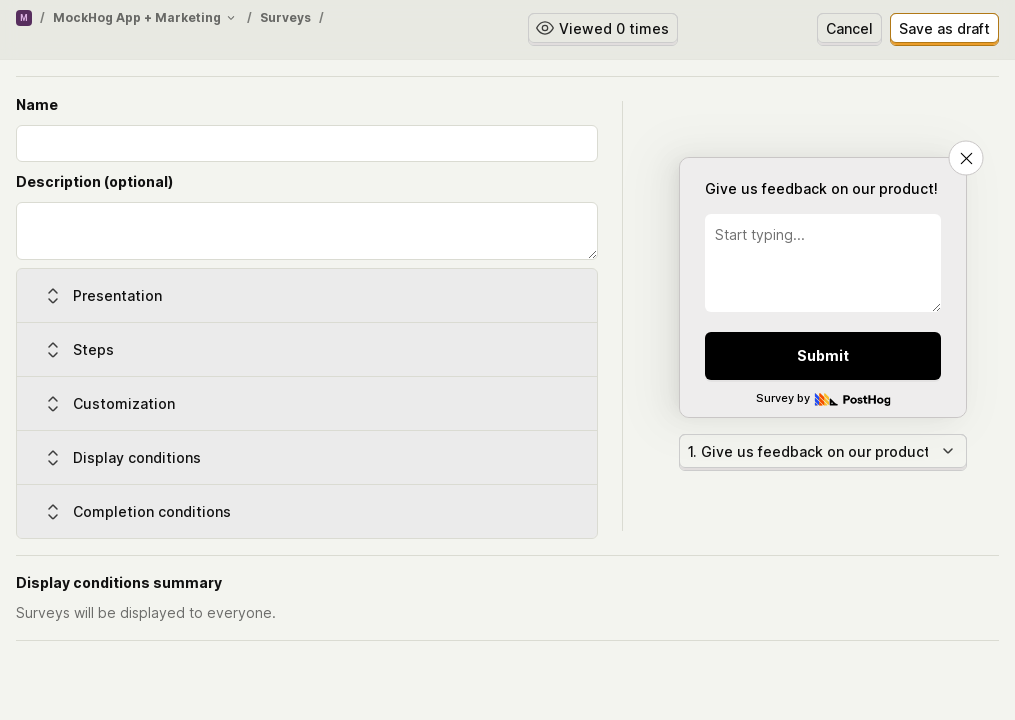 M / MockHog App + Marketing / Surveys /
Viewed 0 times
Cancel
Save as draft
Name
Description (optional)
Presentation
Steps
Customization
Display conditions
Completion conditions
Give us feedback on our product!
Start typing...
Submit
Survey by PostHog
1. Give us feedback on our product
Display conditions summary
Surveys will be displayed to everyone.